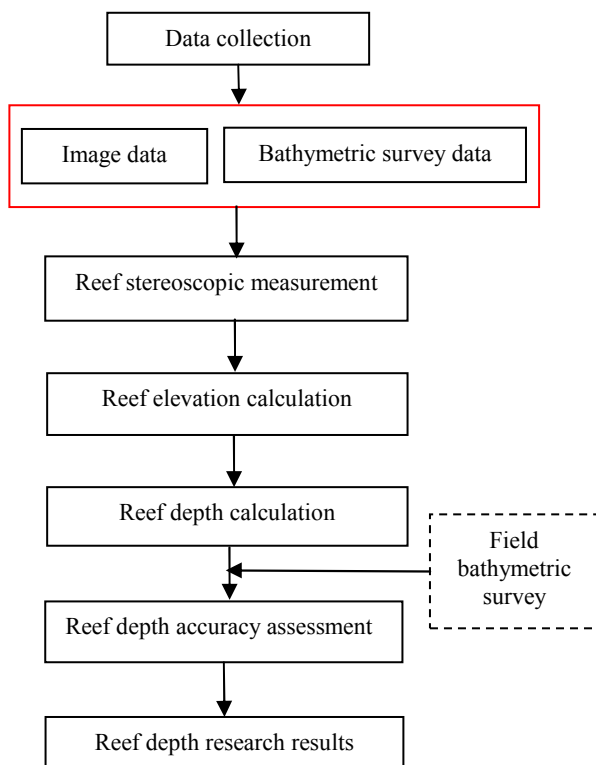 Data collection
Image data
Bathymetric survey data
Reef stereoscopic measurement
Reef elevation calculation
Reef depth calculation
Field
bathymetric
survey
Reef depth accuracy assessment
Reef depth research results